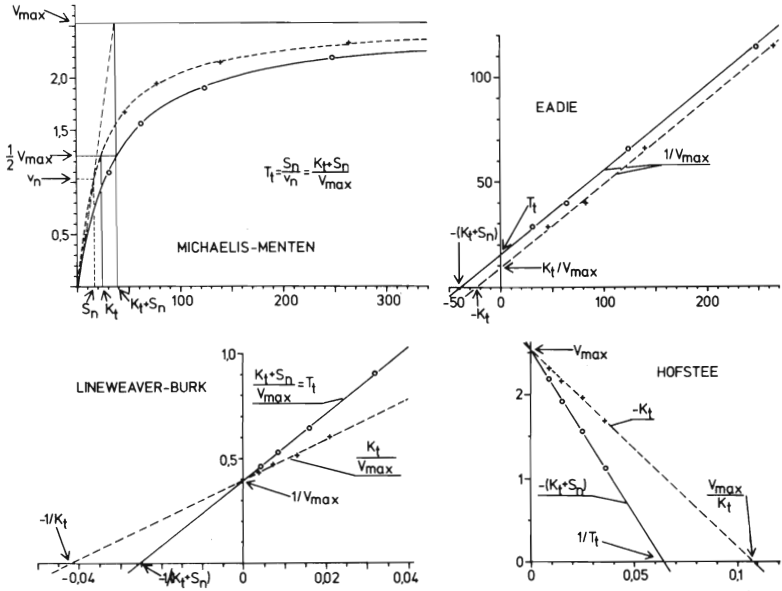 Vmax
2,0
1,5
1/2 Vmax
vn
0,5
Tt = Sn/vn = Kt+Sn/Vmax
MICHAELIS-MENTEN
0 100 200 300
Sn Kt Kt+Sn
100
50
EADIE
1/Vmax
Tt
-(Kt+Sn)
Kt/Vmax
-50 0 100 200
-Kt
1,0
0,5
LINEWEAVER-BURK
Kt+Sn/Vmax = Tt
Kt/Vmax
1/Vmax
-1/Kt
-0,04 -1/(Kt+Sn) 0 0,02 0,04
2
1
0
Vmax
HOFSTEE
-Kt
-(Kt+Sn)
Vmax/Kt
1/Tt
0 0,05 0,1